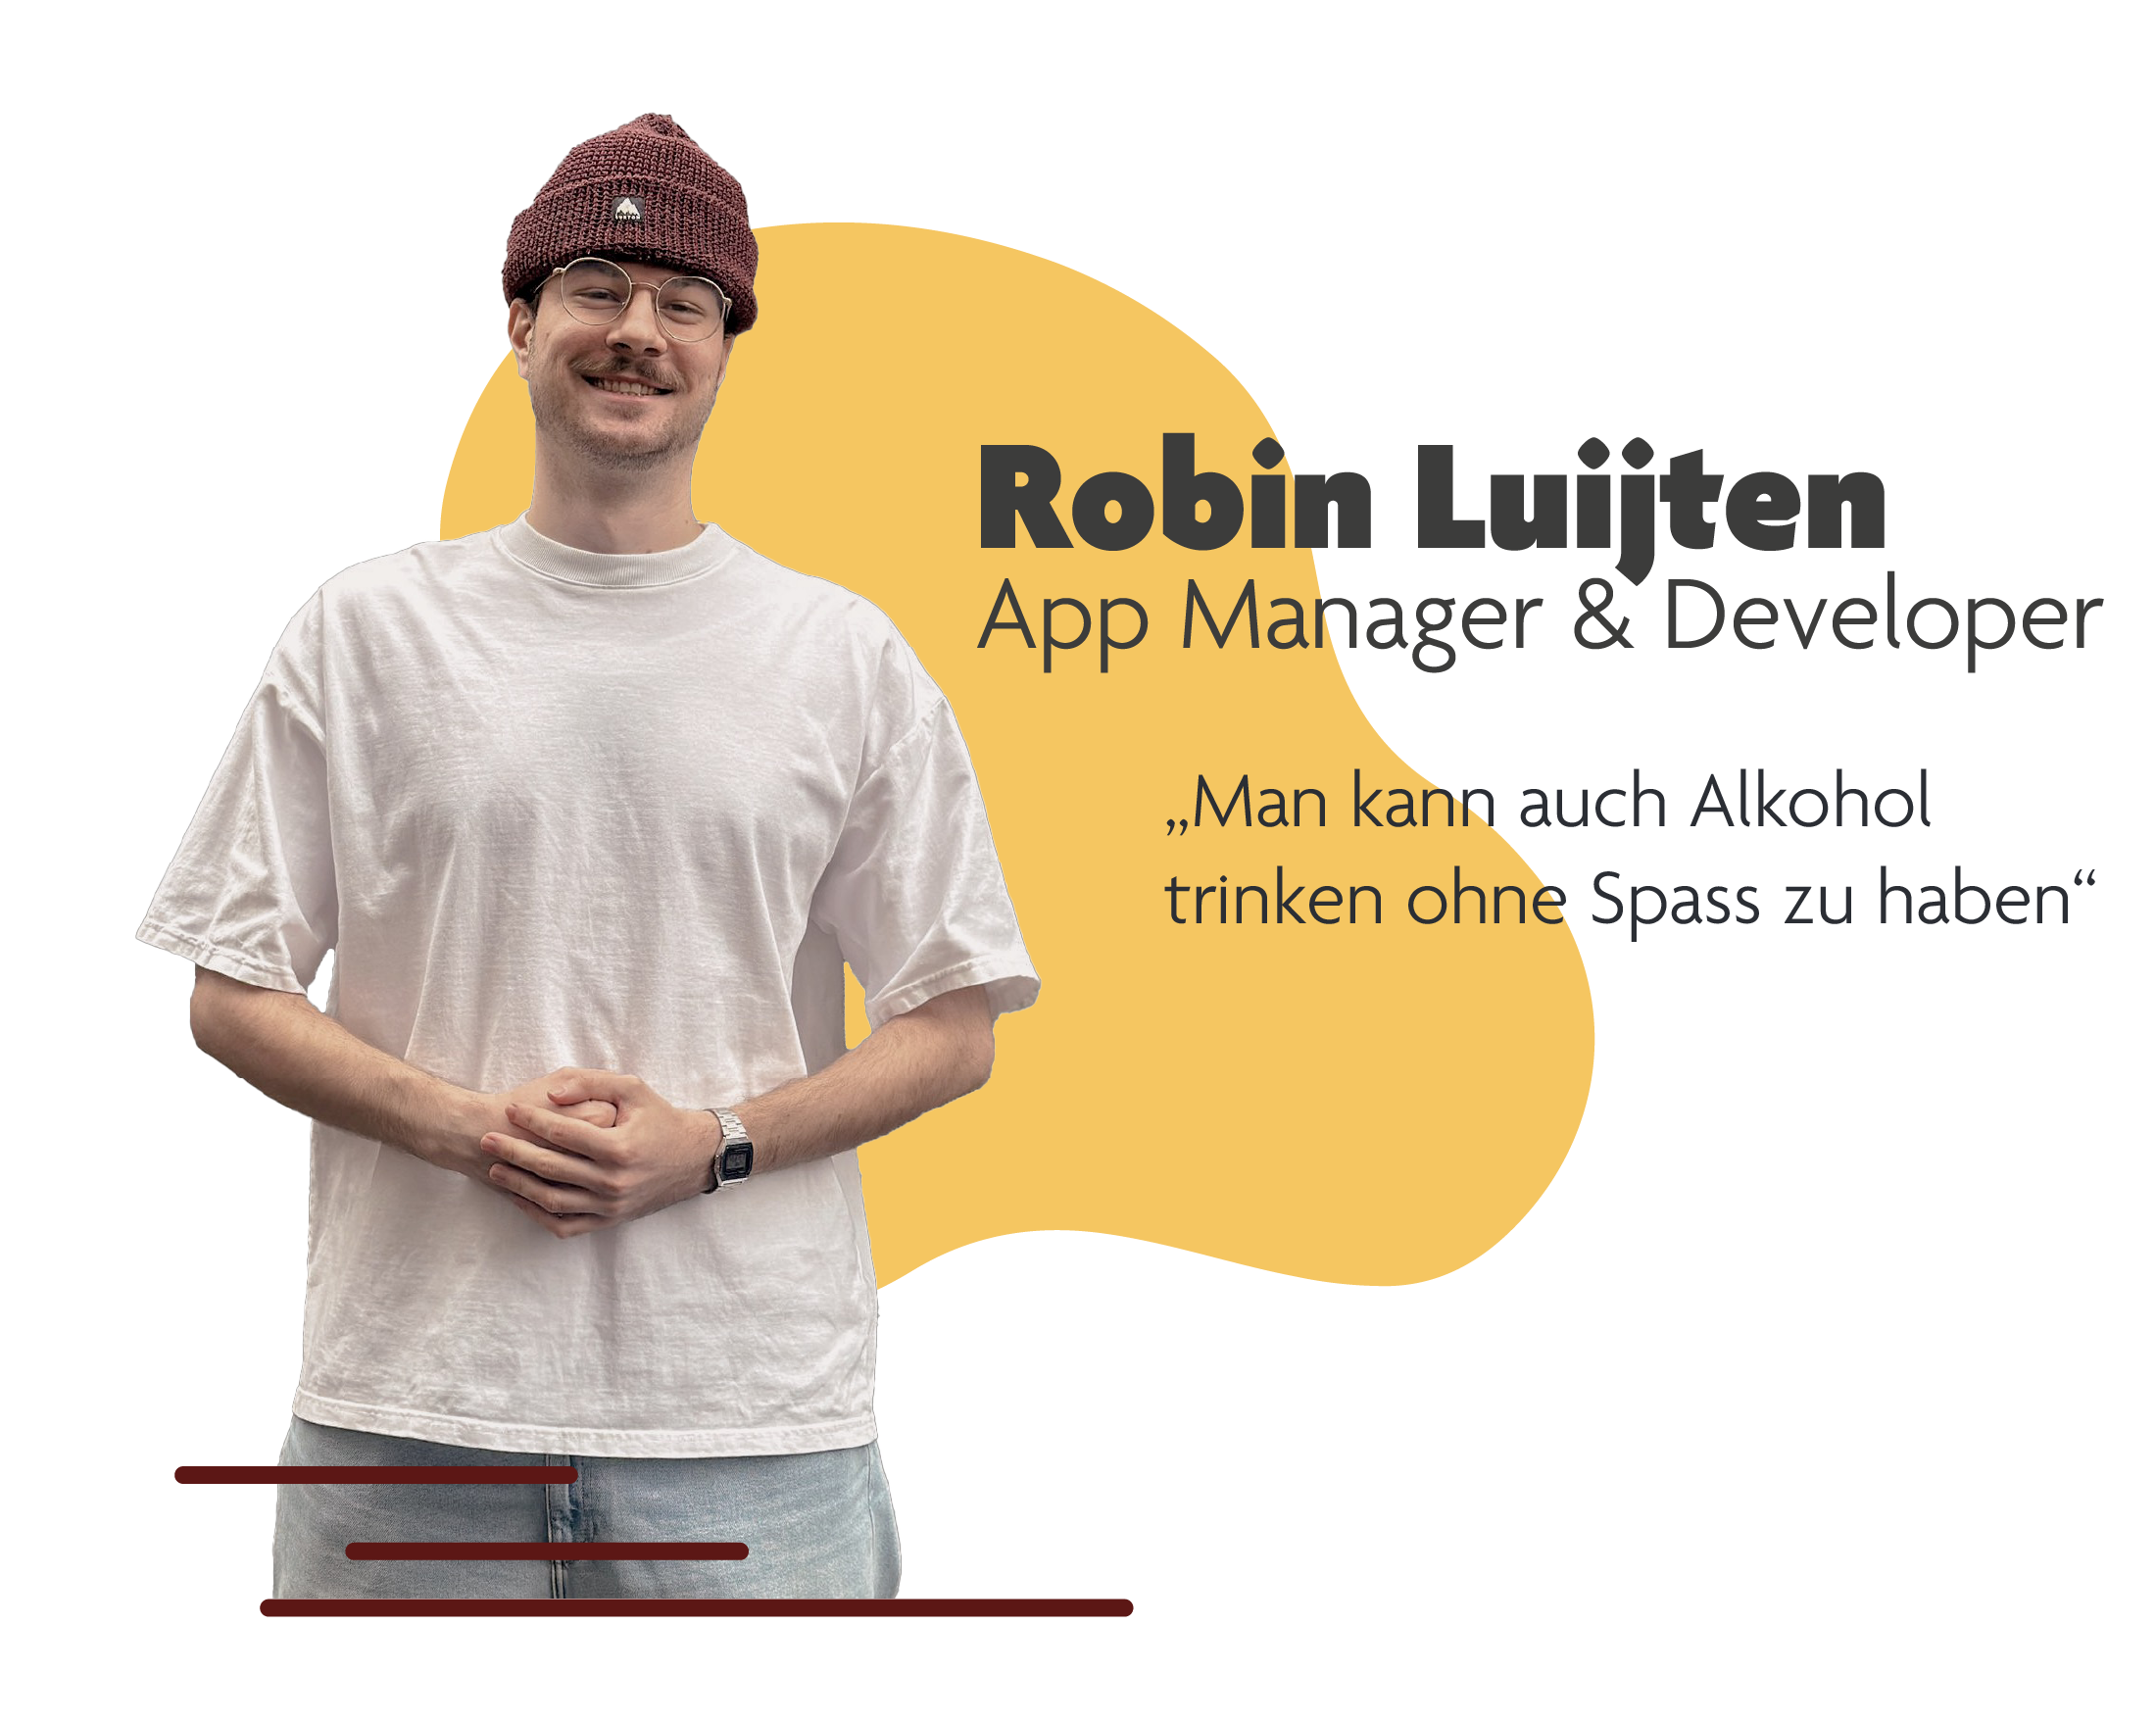 Robin Luijten
App Manager & Developer
„Man kann auch Alkohol
trinken ohne Spass zu haben“